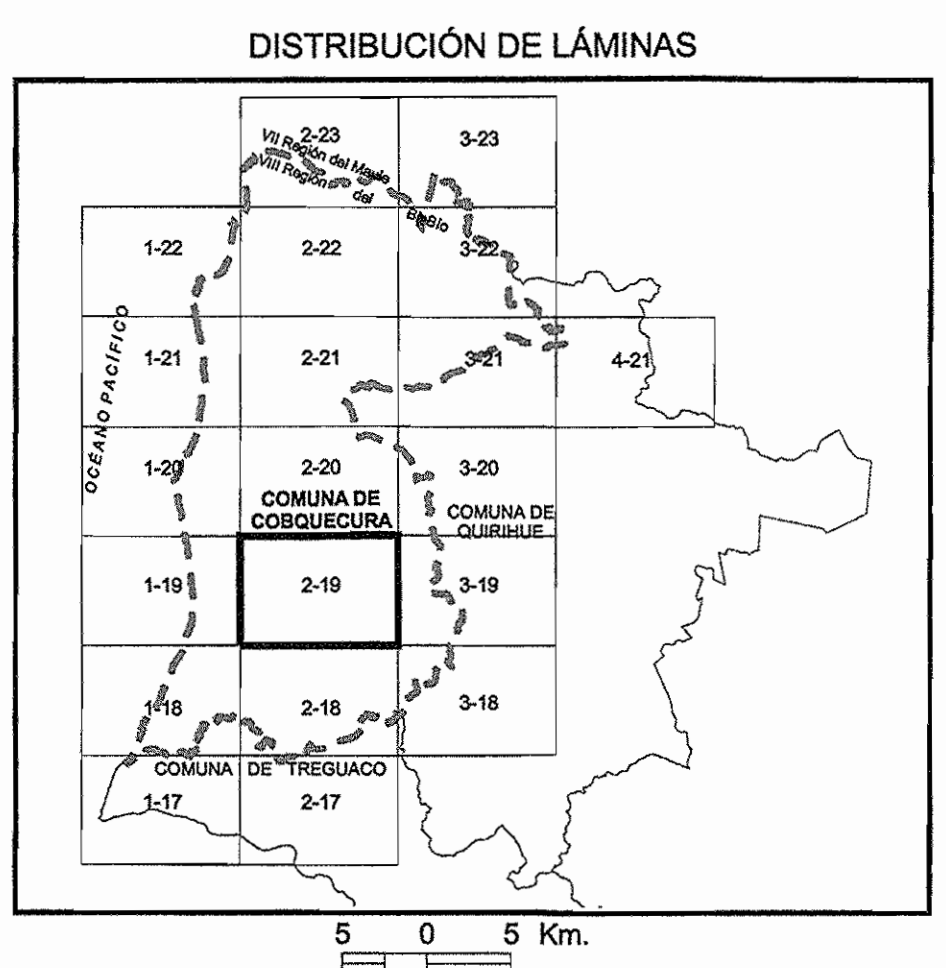 DISTRIBUCIÓN DE LÁMINAS
2-23
3-23
VII Región del Maule
VIII Región del BioBio
1-22
2-22
3-22
OCÉANO PACÍFICO
1-21
2-21
3-21
4-21
1-20
2-20
3-20
COMUNA DE
COBQUECURA
COMUNA DE
QUIRIHUE
1-19
2-19
3-19
1-18
2-18
3-18
COMUNA DE TREGUACO
1-17
2-17
5 0 5 Km.